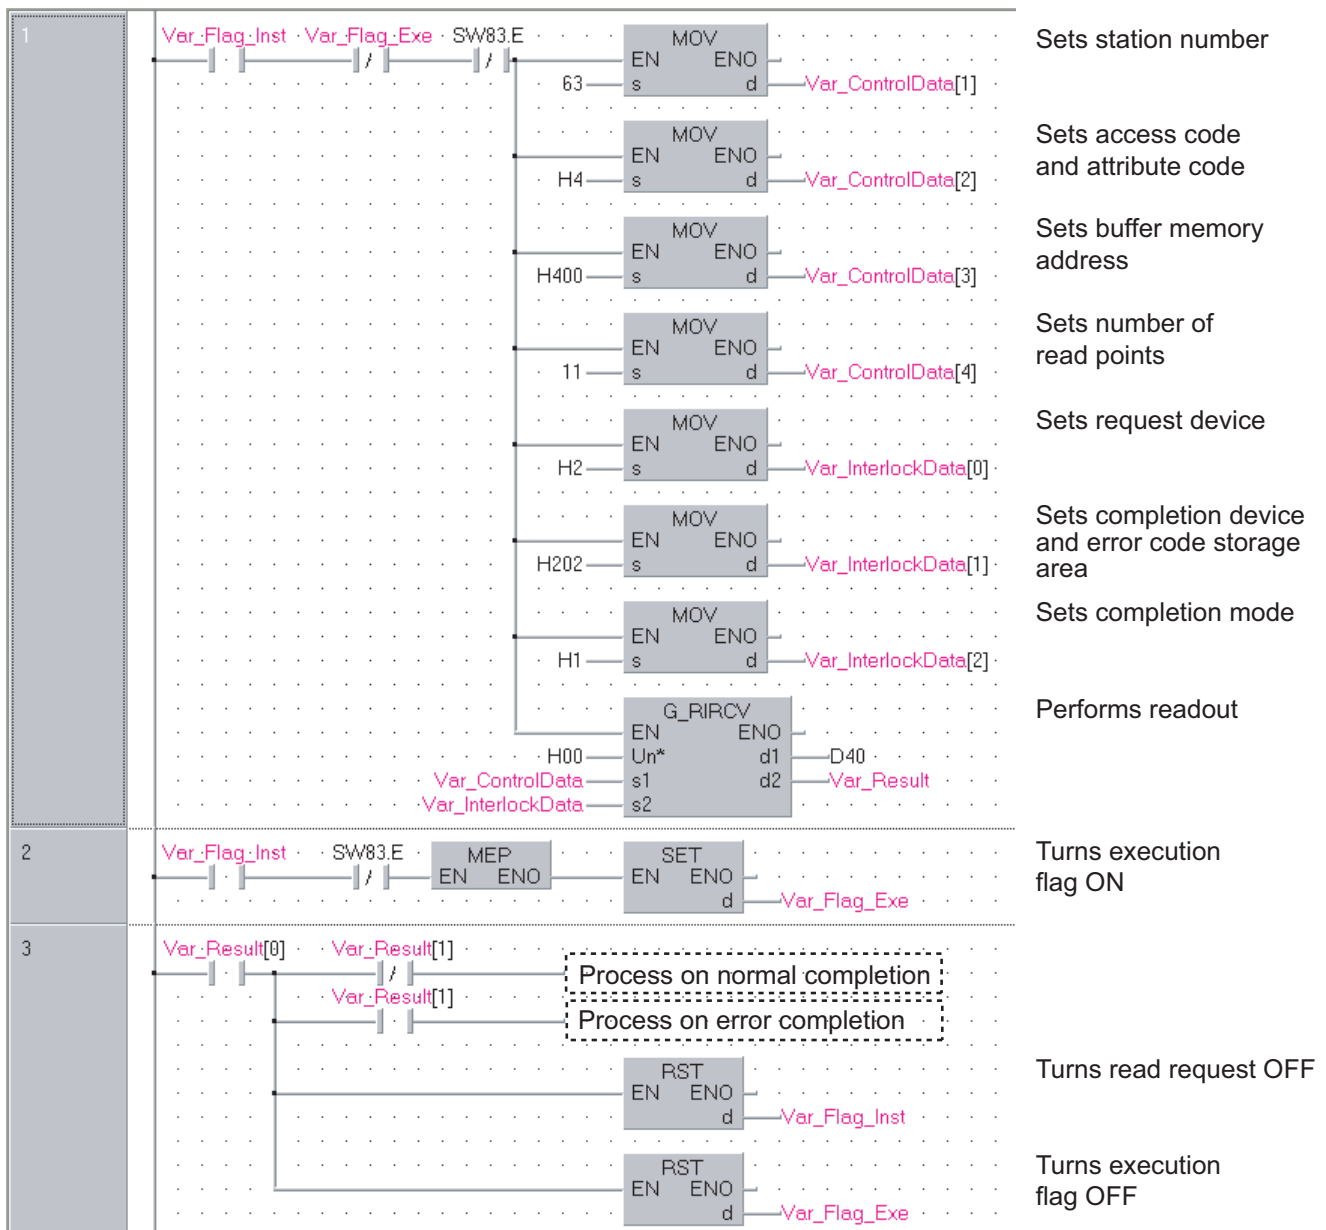 1
Var_Flag_Inst Var_Flag_Exe SW83.E
MOV
EN ENO
63 s d Var_ControlData[1]
Sets station number
MOV
EN ENO
H4 s d Var_ControlData[2]
Sets access code
and attribute code
MOV
EN ENO
H400 s d Var_ControlData[3]
Sets buffer memory
address
MOV
EN ENO
11 s d Var_ControlData[4]
Sets number of
read points
MOV
EN ENO
H2 s d Var_InterlockData[0]
Sets request device
MOV
EN ENO
H202 s d Var_InterlockData[1]
Sets completion device
and error code storage
area
MOV
EN ENO
H1 s d Var_InterlockData[2]
Sets completion mode
G_RIRCV
EN ENO
H00 Un* d1 D40
Var_ControlData s1 d2 Var_Result
Var_InterlockData s2
Performs readout
2
Var_Flag_Inst SW83.E
MEP
EN ENO
SET
EN ENO
d Var_Flag_Exe
Turns execution
flag ON
3
Var_Result[0] Var_Result[1]
Process on normal completion
Var_Result[1]
Process on error completion
RST
EN ENO
d Var_Flag_Inst
Turns read request OFF
RST
EN ENO
d Var_Flag_Exe
Turns execution
flag OFF